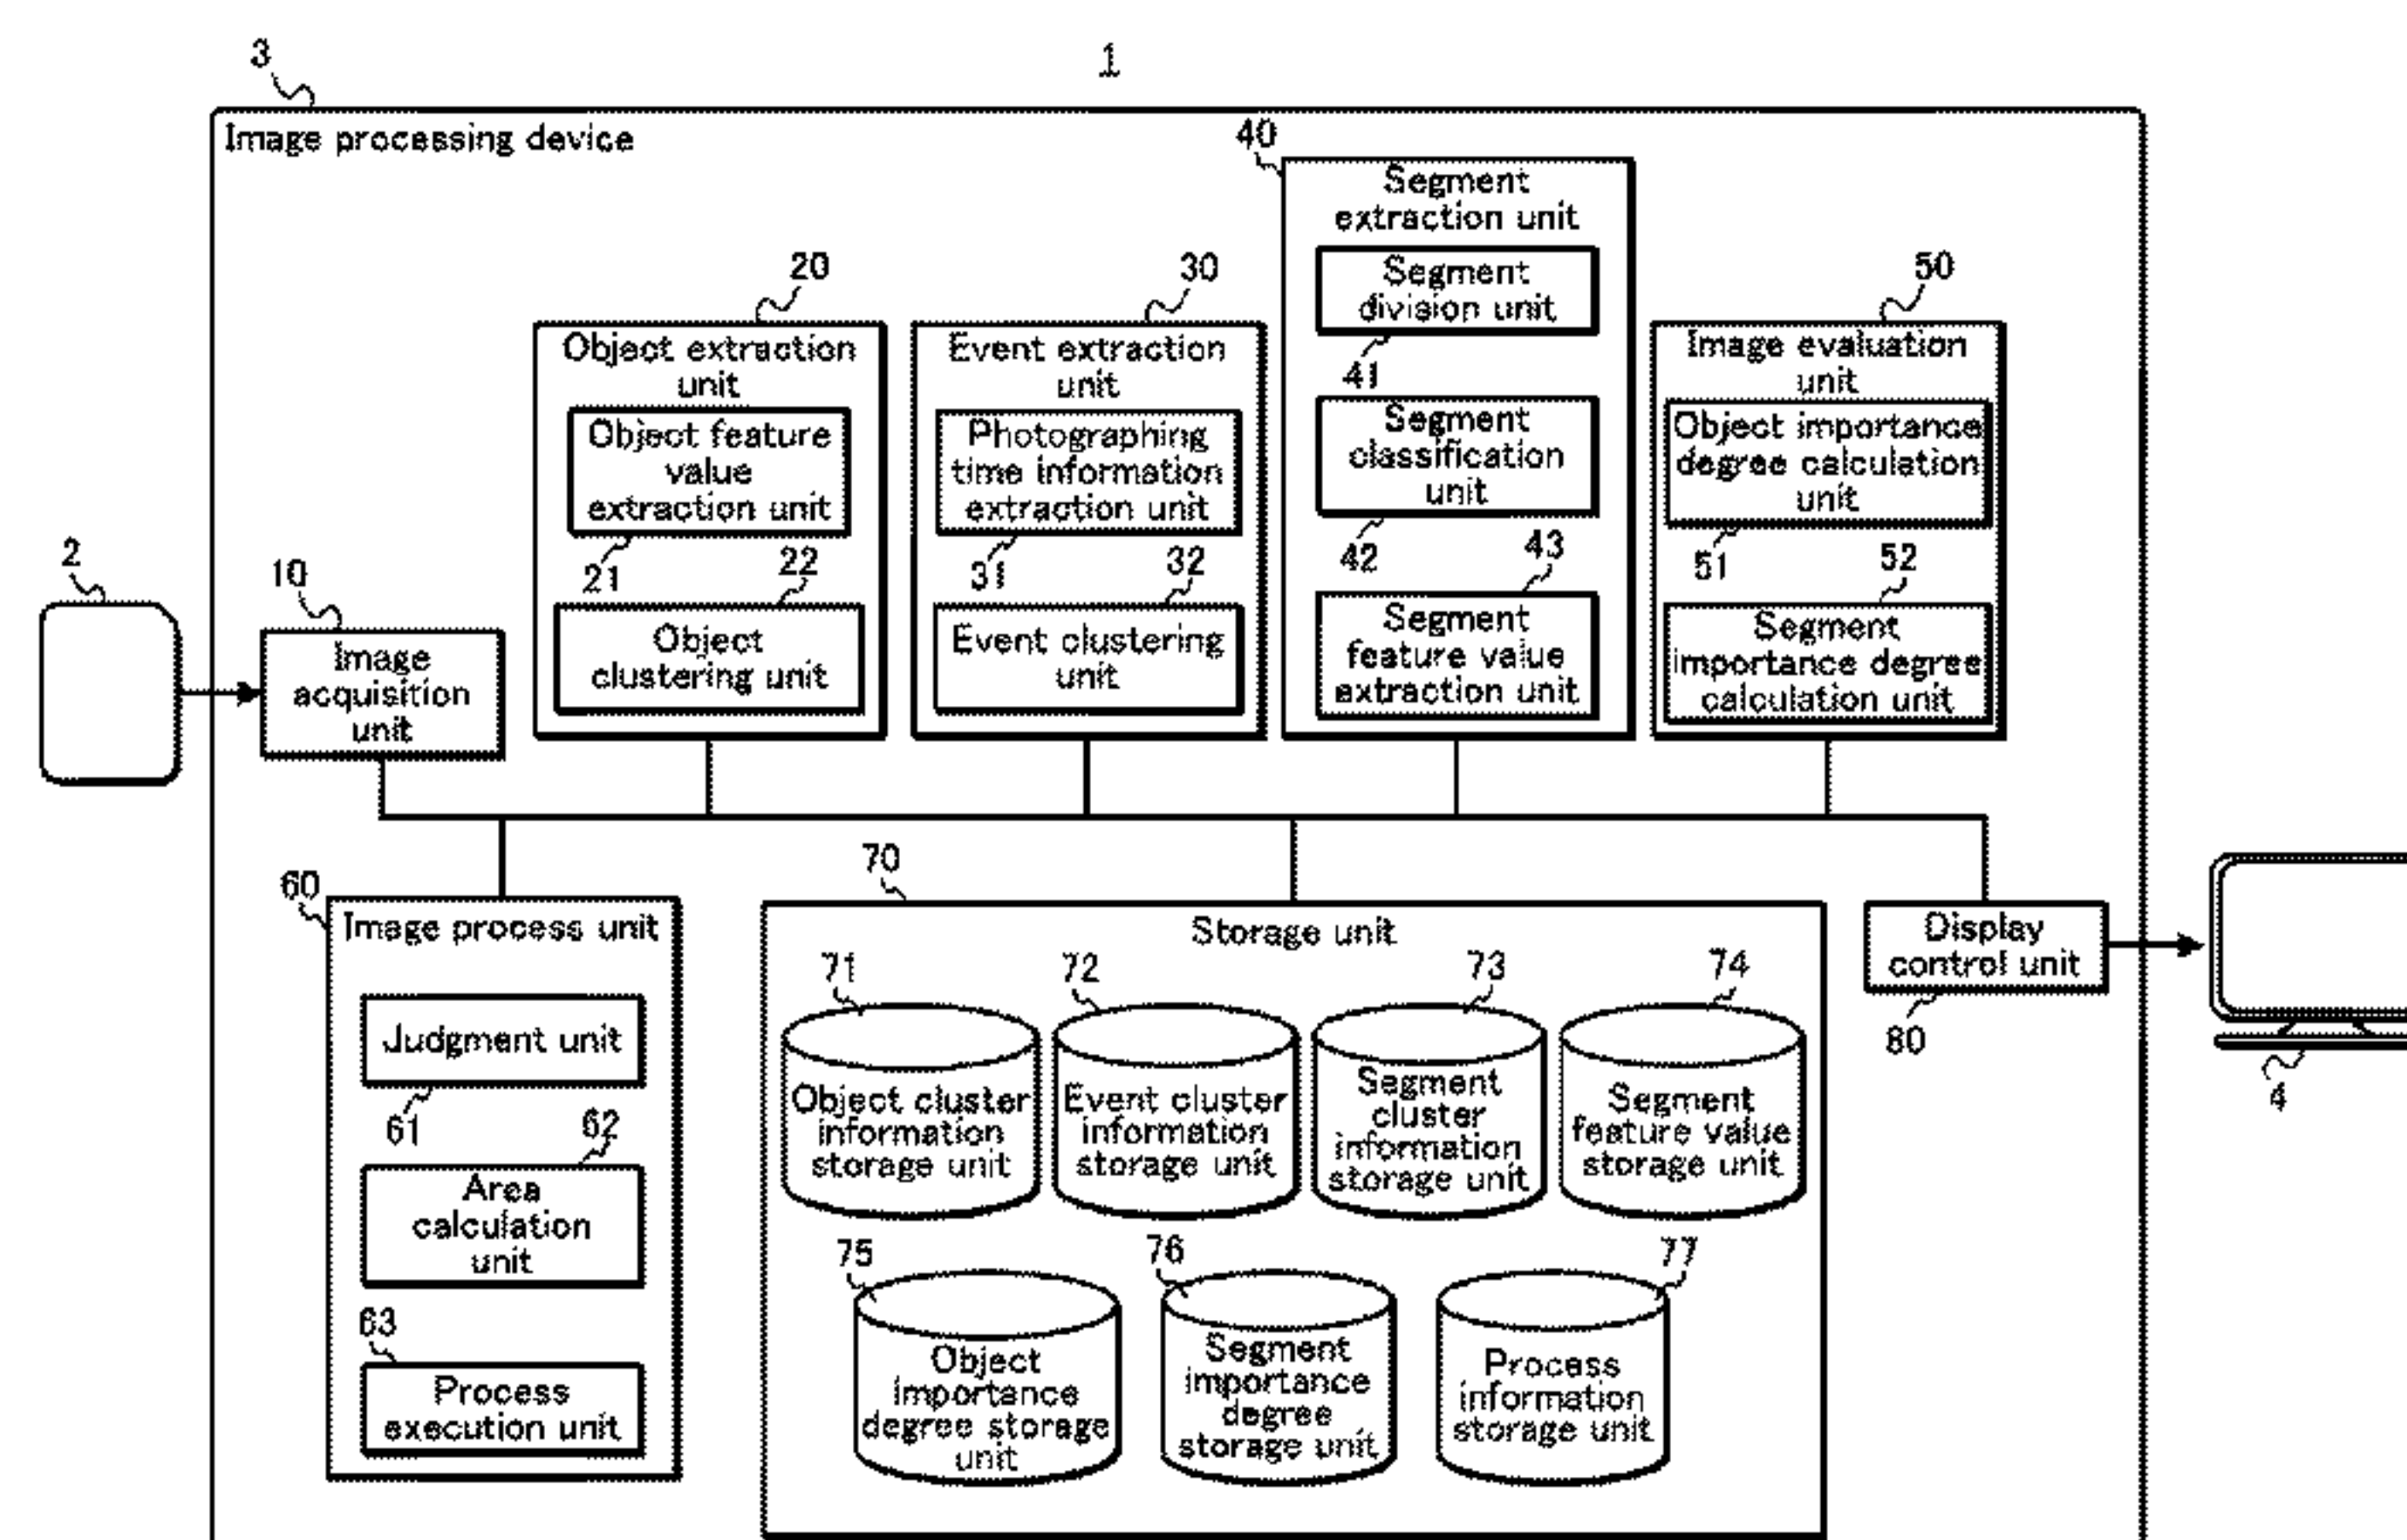 3
1
Image processing device
40
Segment
extraction unit
Segment
division unit
41
Segment
classification
unit
42
43
Segment
feature value
extraction unit
20
Object extraction
unit
Object feature
value
extraction unit
21
22
Object
clustering unit
30
Event extraction
unit
Photographing
time information
extraction unit
31
32
Event clustering
unit
50
Image evaluation
unit
Object importance
degree calculation
unit
51
52
Segment
importance degree
calculation unit
2
10
Image
acquisition
unit
60
Image process unit
Judgment unit
61
62
Area
calculation
unit
63
Process
execution unit
70
Storage unit
71
Object cluster
information
storage unit
72
Event cluster
information
storage unit
73
Segment
cluster
information
storage unit
74
Segment
feature value
storage unit
75
Object
importance
degree storage
unit
76
Segment
importance
degree
storage unit
77
Process
information
storage unit
Display
control unit
80
4